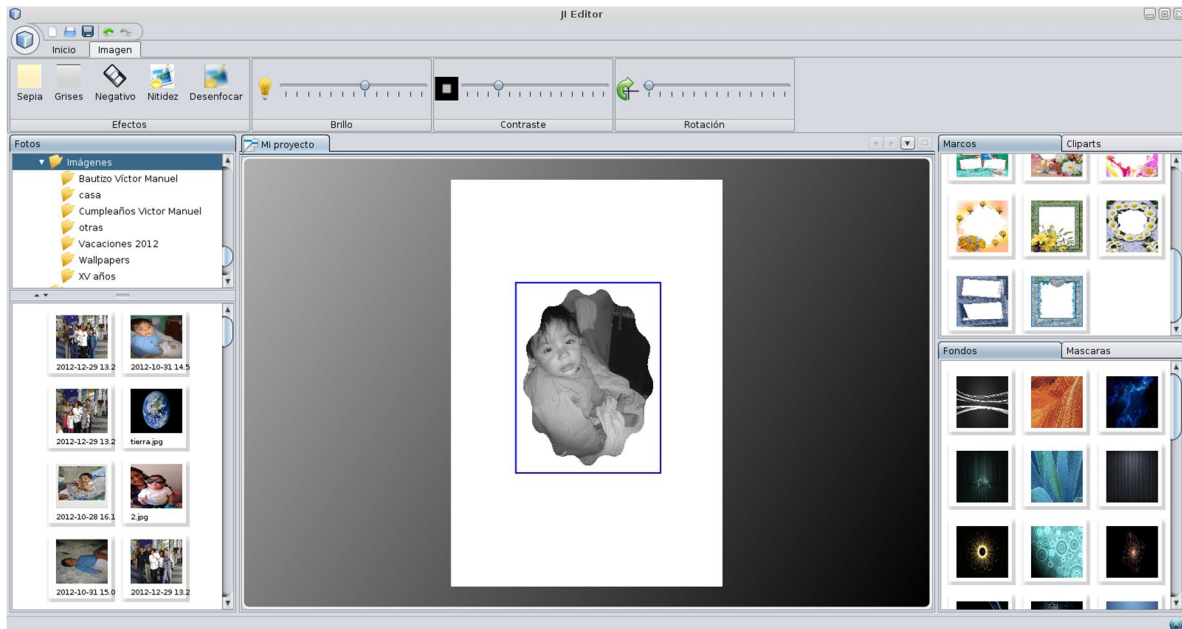 JI Editor
Inicio Imagen
Sepia Grises Negativo Nitidez Desenfocar
Efectos Brillo Contraste Rotación
Fotos
Imágenes
Bautizo Víctor Manuel
casa
Cumpleaños Victor Manuel
otras
Vacaciones 2012
Wallpapers
XV años
2012-12-29 13.2 2012-10-31 14.5
2012-12-29 13.2 tierra.jpg
2012-10-28 16.1 2.jpg
2012-10-31 15.0 2012-12-29 13.2
Mi proyecto
Marcos Cliparts
Fondos Mascaras